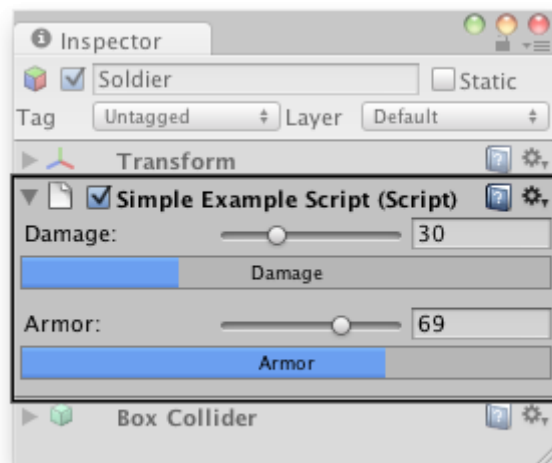 Inspector
Soldier Static
Tag Untagged Layer Default
Transform
Simple Example Script (Script)
Damage: 30
Damage
Armor: 69
Armor
Box Collider